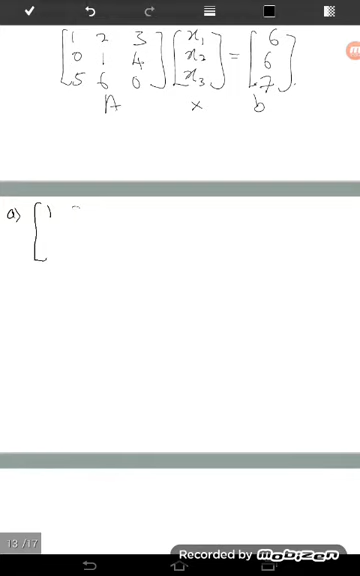 [1 2 3] [x1] = [6]
[0 1 4] [x2] [6]
[5 6 0] [x3] [7].
A x b
a) [1
13 /17
Recorded by Mobizen